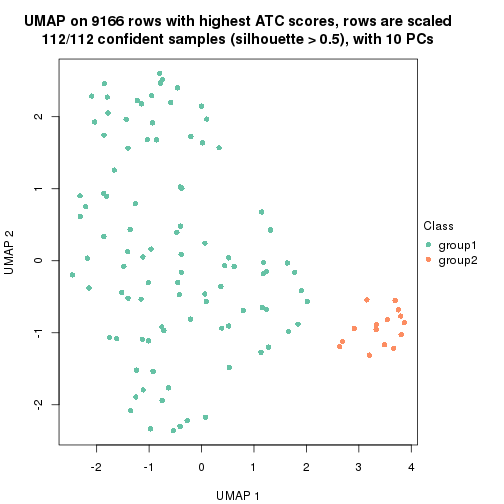 UMAP on 9166 rows with highest ATC scores, rows are scaled
112/112 confident samples (silhouette > 0.5), with 10 PCs
2
1
0
-1
-2
UMAP 2
-2 -1 0 1 2 3 4
UMAP 1
Class
group1
group2